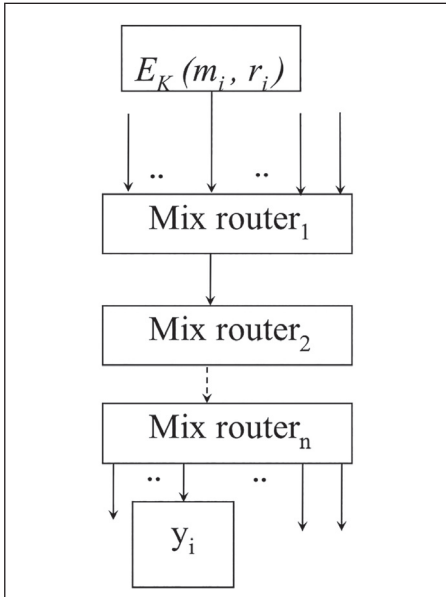 E_K (m_i, r_i)
.. ..
Mix router_1
Mix router_2
Mix router_n
.. ..
y_i